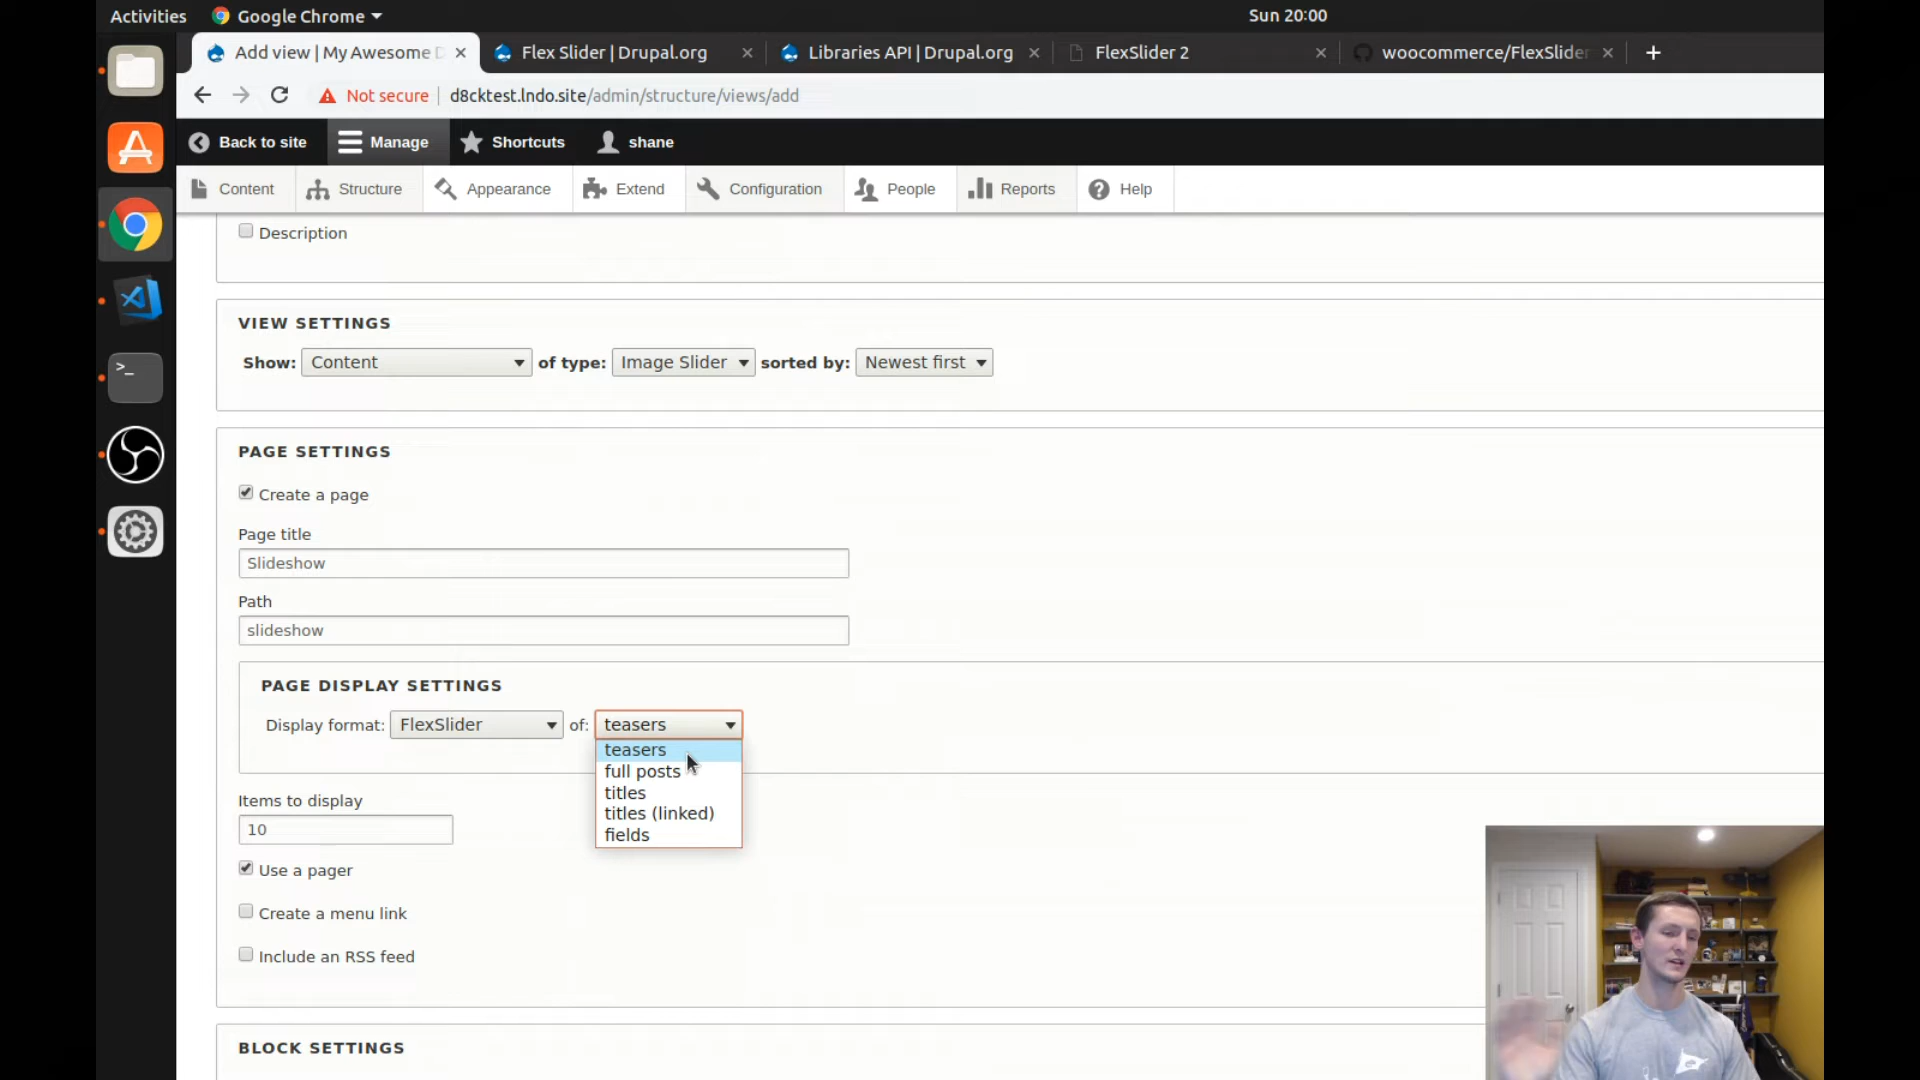 Activities
Google Chrome
Sun 20:00
Add view | My Awesome D
Flex Slider | Drupal.org
Libraries API | Drupal.org
FlexSlider 2
woocommerce/FlexSlider
Not secure
d8cktest.lndo.site/admin/structure/views/add
Back to site
Manage
Shortcuts
shane
Content
Structure
Appearance
Extend
Configuration
People
Reports
Help
Description
VIEW SETTINGS
Show: Content of type: Image Slider sorted by: Newest first
PAGE SETTINGS
Create a page
Page title
Slideshow
Path
slideshow
PAGE DISPLAY SETTINGS
Display format: FlexSlider of: teasers
teasers
full posts
titles
titles (linked)
fields
Items to display
10
Use a pager
Create a menu link
Include an RSS feed
BLOCK SETTINGS